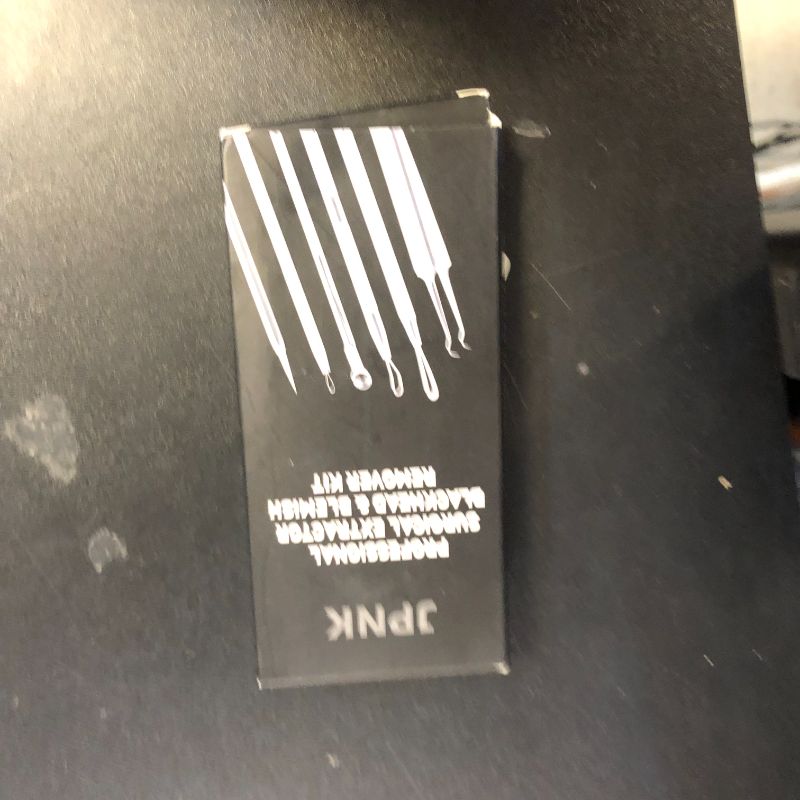 JPNK
PROFESSIONAL
SURGICAL EXTRACTOR
BLACKHEAD & BLEMISH
REMOVER KIT